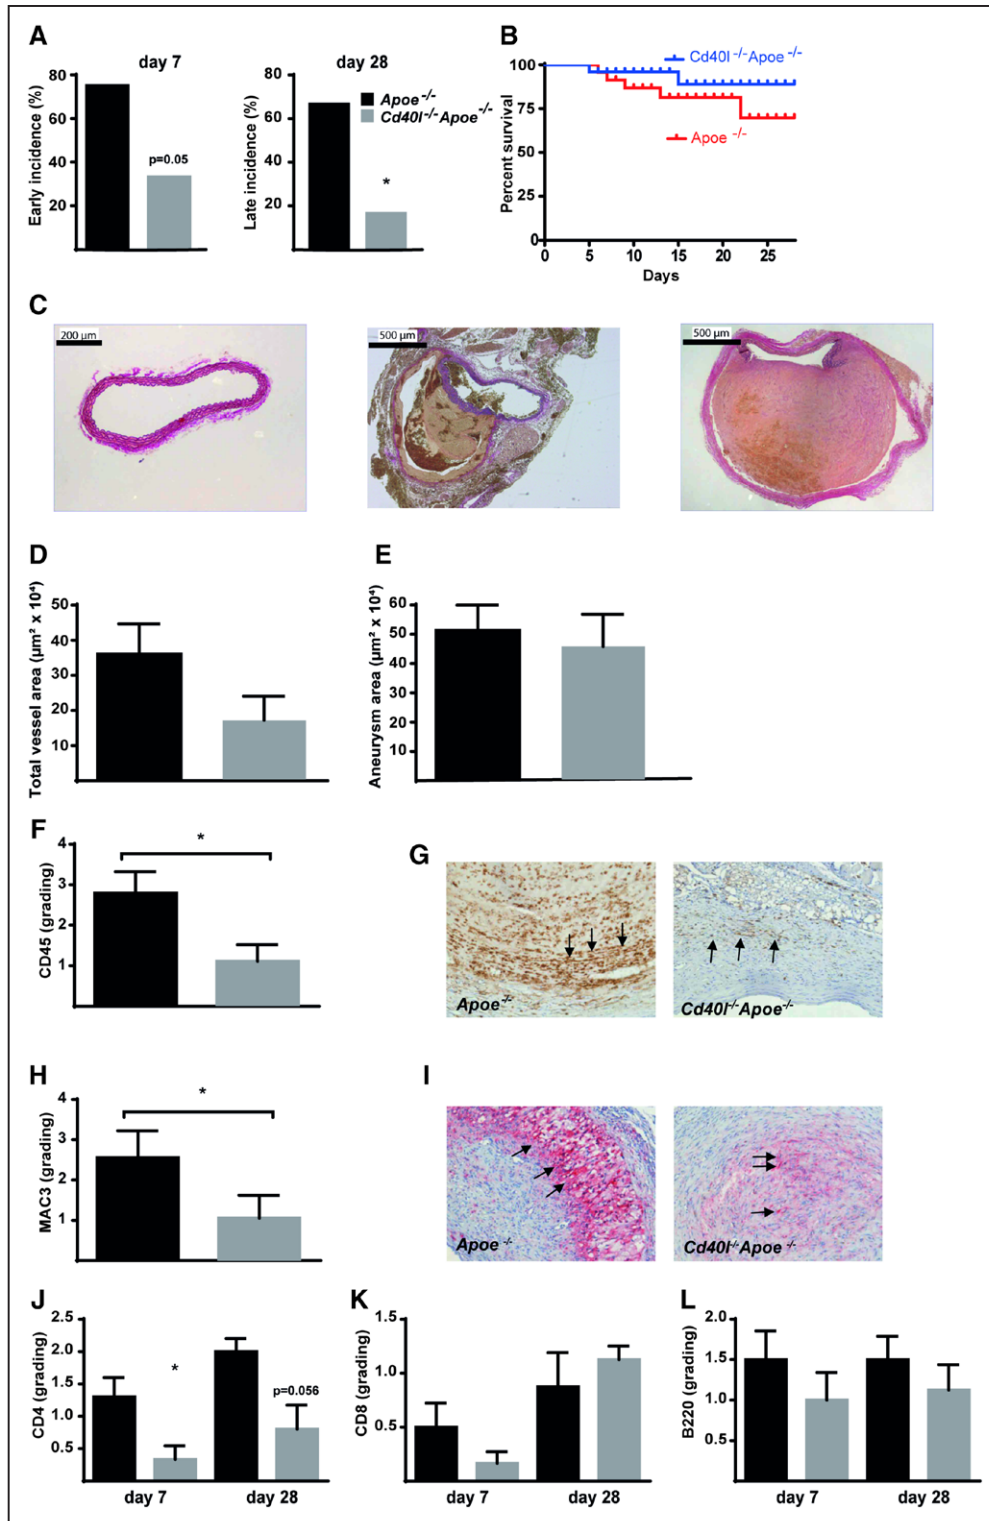 A
day 7
Early incidence (%)
80
60
40
20
p=0.05
day 28
Late incidence (%)
80
60
40
20
Apoe-/-
Cd40l-/-Apoe-/-
*
B
Percent survival
100
75
50
25
0
0 5 10 15 20 25
Days
Cd40l -/-Apoe -/-
Apoe -/-
C
200 µm
500 µm
500 µm
D
Total vessel area (µm² x 10⁴)
50
40
30
20
10
E
Aneurysm area (µm² x 10⁴)
60
50
40
30
20
10
F
CD45 (grading)
4
3
2
1
*
G
Apoe-/-
Cd40l-/-Apoe-/-
H
MAC3 (grading)
4
3
2
1
*
I
Apoe -/-
Cd40l-/-Apoe -/-
J
CD4 (grading)
2.5
2.0
1.5
1.0
0.5
*
p=0.056
day 7 day 28
K
CD8 (grading)
1.5
1.0
0.5
day 7 day 28
L
B220 (grading)
2.0
1.5
1.0
0.5
day 7 day 28